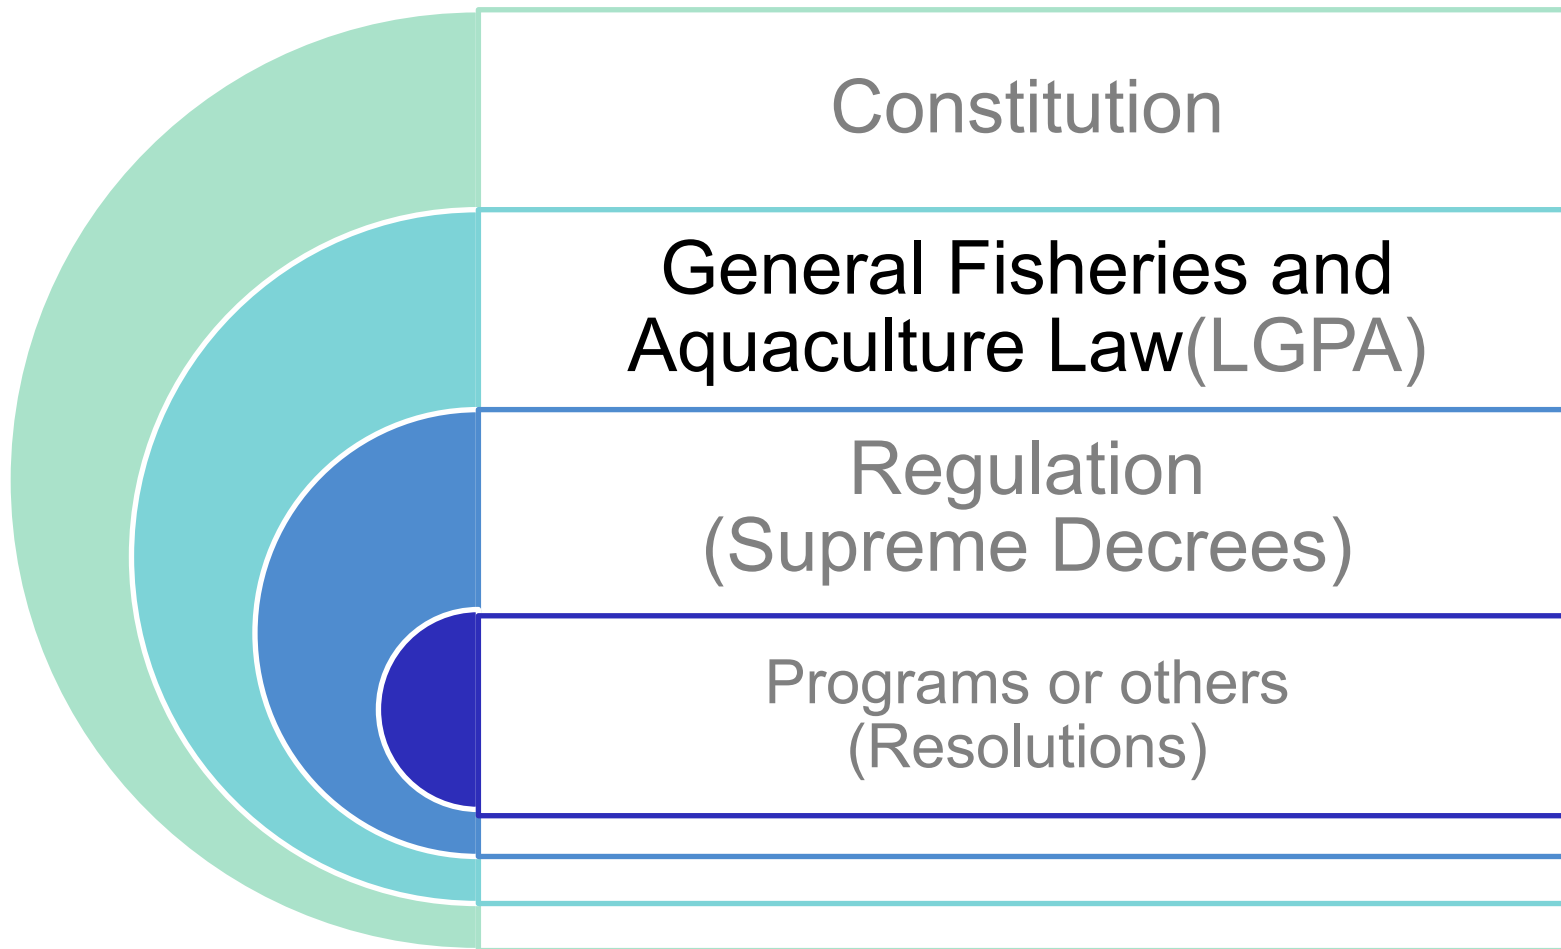 Constitution
General Fisheries and
Aquaculture Law(LGPA)
Regulation
(Supreme Decrees)
Programs or others
(Resolutions)